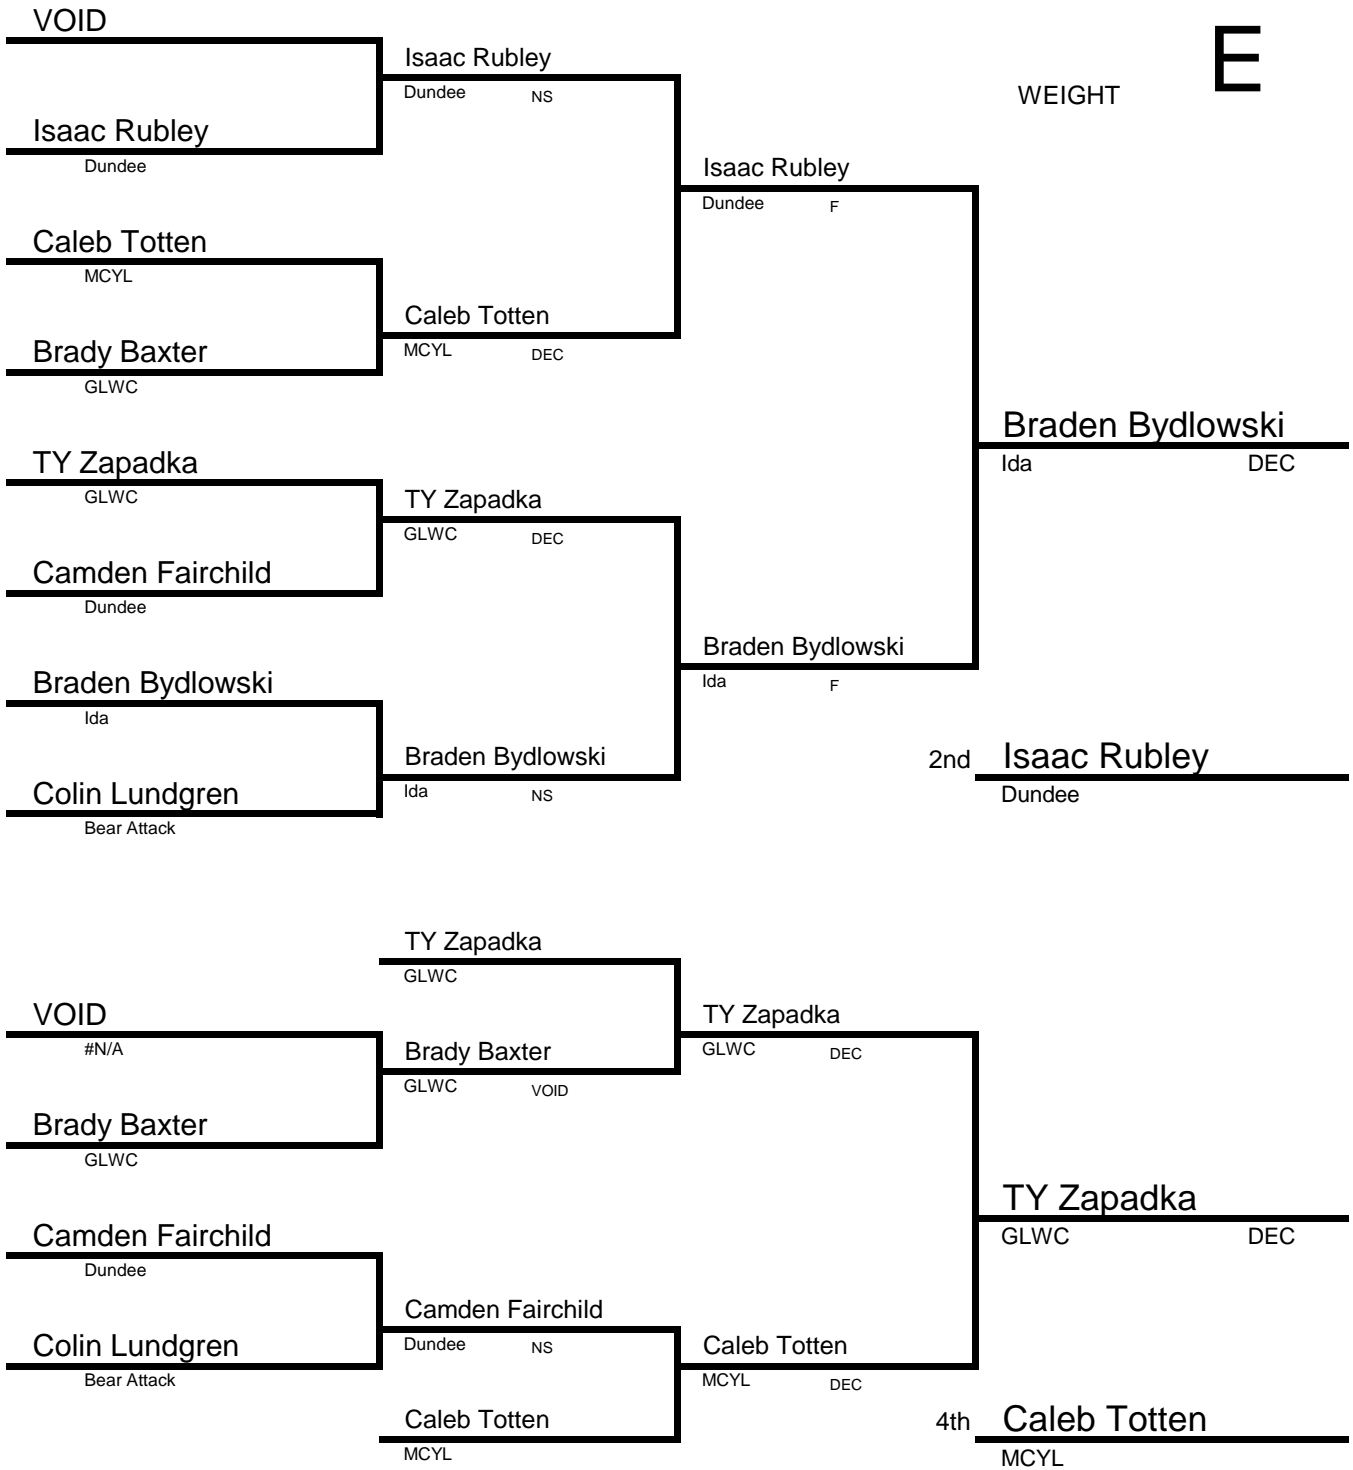 VOID
E
Isaac Rubley
Dundee NS
WEIGHT
Isaac Rubley
Dundee
Isaac Rubley
Dundee F
Caleb Totten
MCYL
Caleb Totten
MCYL DEC
Brady Baxter
GLWC
Braden Bydlowski
Ida DEC
TY Zapadka
GLWC
TY Zapadka
GLWC DEC
Camden Fairchild
Dundee
Braden Bydlowski
Ida F
Braden Bydlowski
Ida
Braden Bydlowski
Ida NS
2nd Isaac Rubley
Dundee
Colin Lundgren
Bear Attack
TY Zapadka
GLWC
VOID
#N/A
TY Zapadka
GLWC DEC
Brady Baxter
GLWC VOID
Brady Baxter
GLWC
TY Zapadka
GLWC DEC
Camden Fairchild
Dundee
Camden Fairchild
Dundee NS
Colin Lundgren
Bear Attack
Caleb Totten
MCYL DEC
Caleb Totten
MCYL
4th Caleb Totten
MCYL